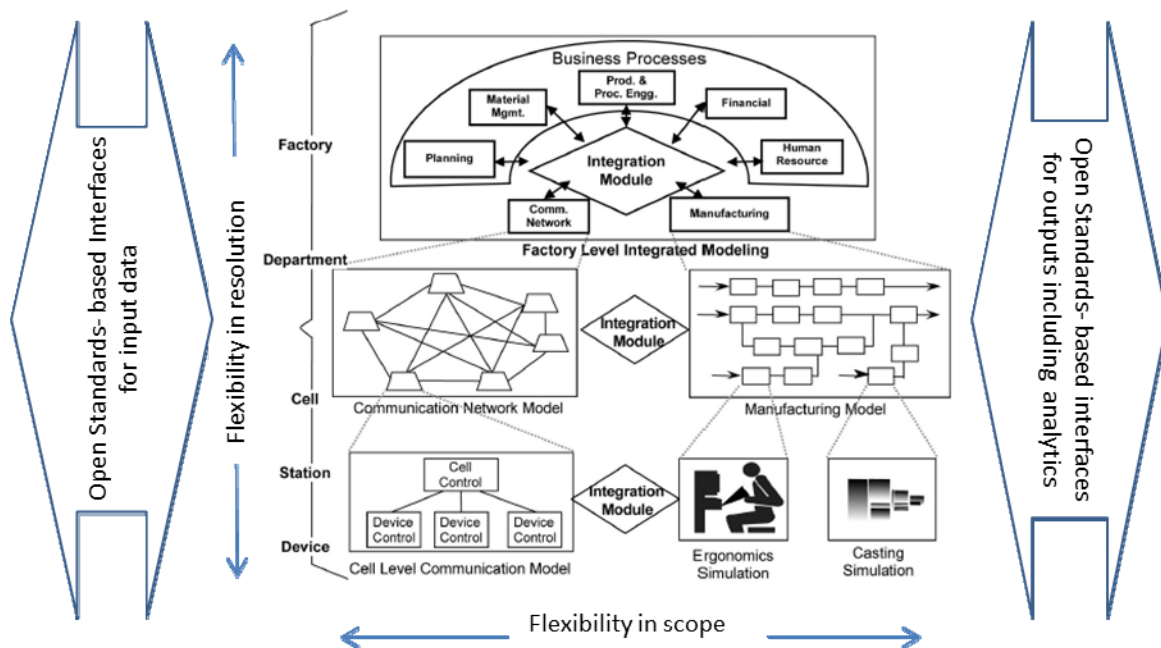 Open Standards- based Interfaces
for input data
Flexibility in resolution
Factory
Department
Cell
Station
Device
Business Processes
Prod. &
Proc. Engg.
Material
Mgmt.
Financial
Planning
Human
Resource
Integration
Module
Comm.
Network
Manufacturing
Factory Level Integrated Modeling
Integration
Module
Communication Network Model
Manufacturing Model
Cell
Control
Device
Control
Device
Control
Device
Control
Integration
Module
Cell Level Communication Model
Ergonomics
Simulation
Casting
Simulation
Flexibility in scope
Open Standards- based interfaces
for outputs including analytics